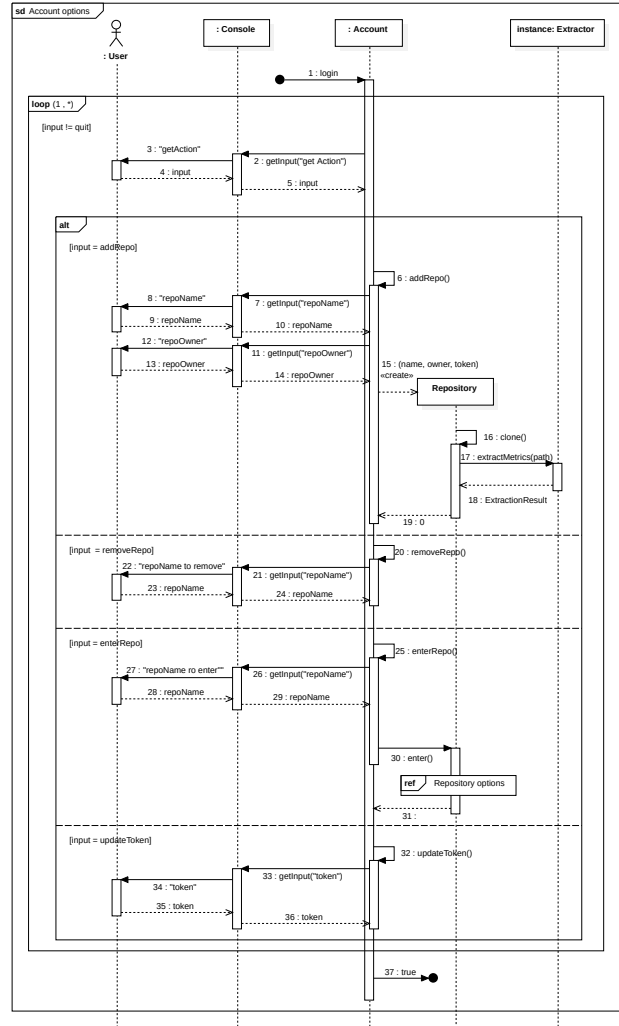 sd Account options
: User
: Console
: Account
instance: Extractor
1 : login
loop (1 , *)
[input != quit]
3 : "getAction"
2 : getInput("get Action")
4 : input
5 : input
alt
[input = addRepo]
6 : addRepo()
8 : "repoName"
7 : getInput("repoName")
9 : repoName
10 : repoName
12 : "repoOwner"
11 : getInput("repoOwner")
13 : repoOwner
14 : repoOwner
15 : (name, owner, token)
«create»
Repository
16 : clone()
17 : extractMetrics(path)
18 : ExtractionResult
19 : 0
[input  = removeRepo]
20 : removeRepo()
22 : "repoName to remove"
21 : getInput("repoName")
23 : repoName
24 : repoName
[input = enterRepo]
25 : enterRepo()
27 : "repoName ro enter""
26 : getInput("repoName")
28 : repoName
29 : repoName
30 : enter()
ref Repository options
31 :
[input = updateToken]
32 : updateToken()
33 : getInput("token")
34 : "token"
35 : token
36 : token
37 : true